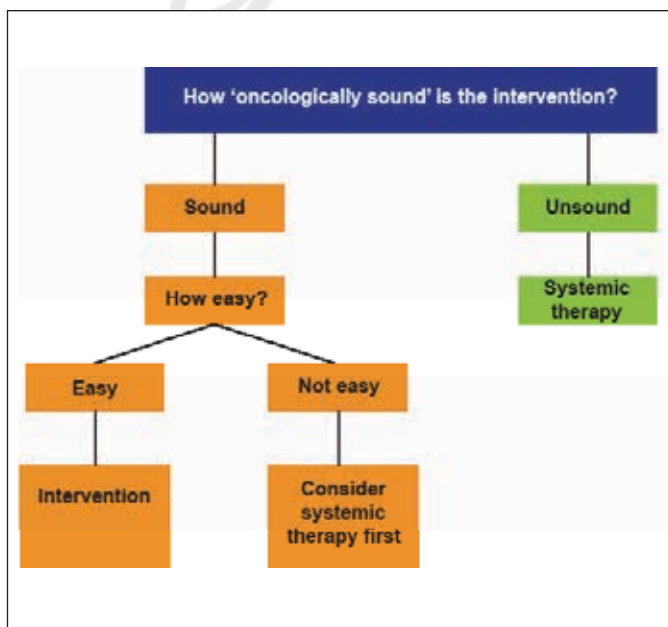 How ‘oncologically sound’ is the intervention?
Sound
Unsound
How easy?
Systemic
therapy
Easy
Not easy
Intervention
Consider
systemic
therapy first